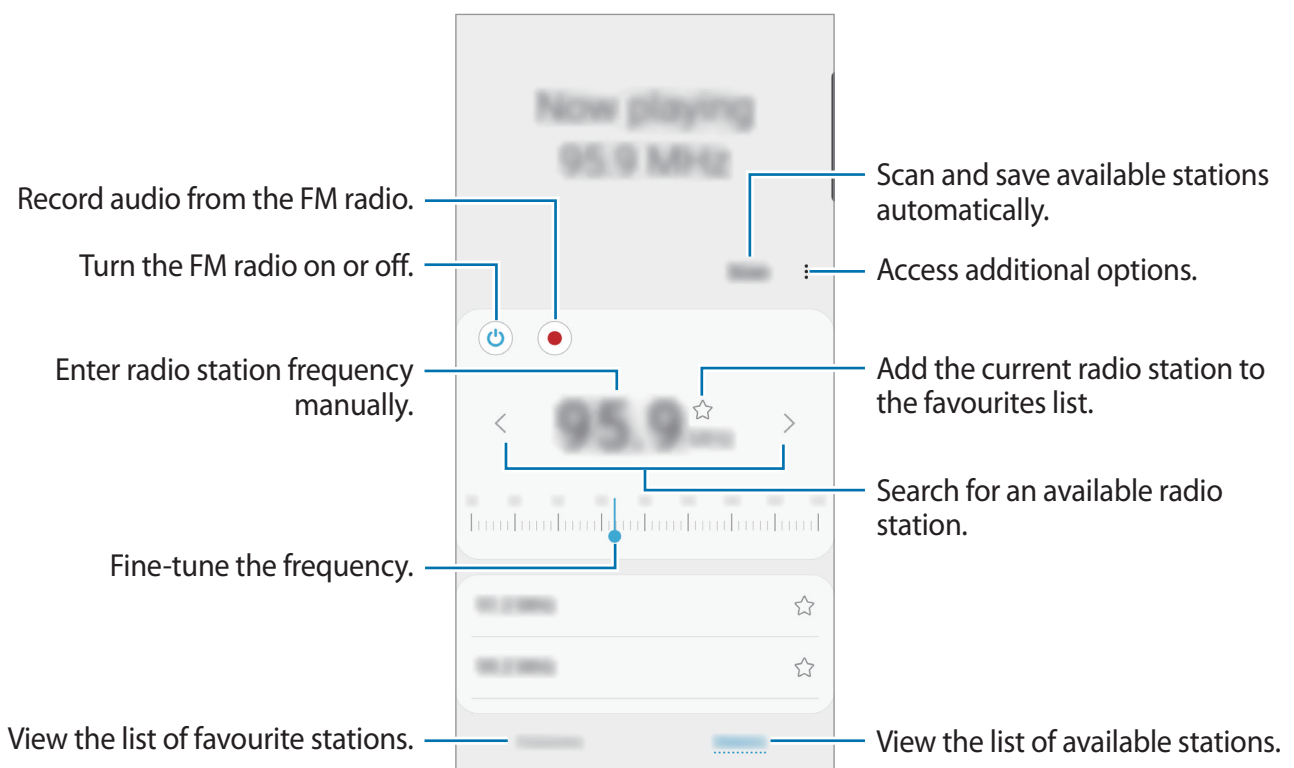 Now playing
95.9 MHz
Record audio from the FM radio.
Scan and save available stations
automatically.
Turn the FM radio on or off.
Access additional options.
Enter radio station frequency
manually.
Add the current radio station to
the favourites list.
95.9
Search for an available radio
station.
Fine-tune the frequency.
View the list of favourite stations.
View the list of available stations.